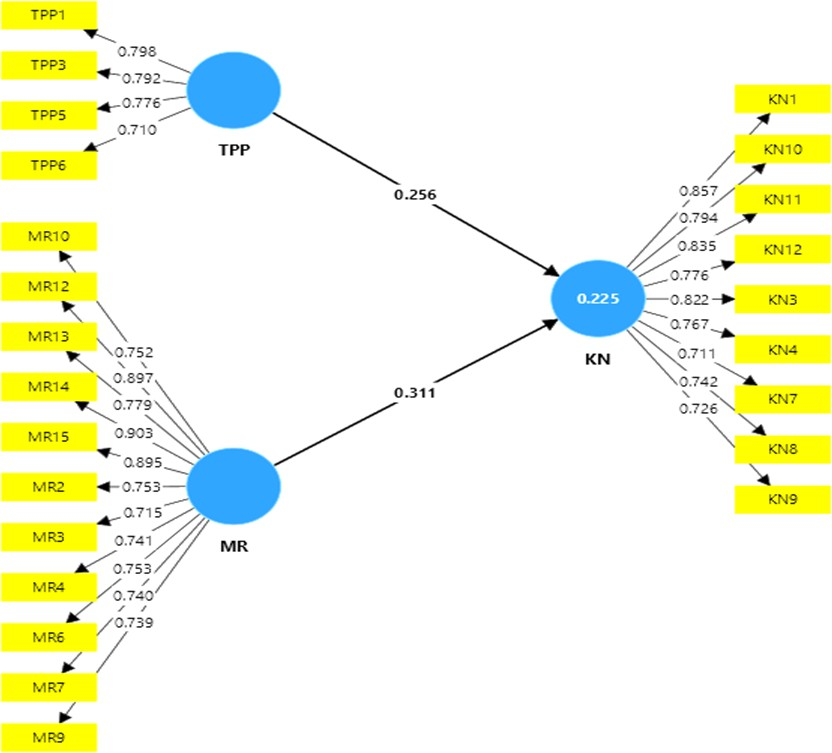 TPP1
TPP3
TPP5
TPP6
0.798
0.792
0.776
0.710
TPP
0.256
MR10
MR12
MR13
MR14
MR15
MR2
MR3
MR4
MR6
MR7
MR9
0.752
0.897
0.779
0.903
0.895
0.753
0.715
0.741
0.753
0.740
0.739
MR
0.311
0.225
KN
0.857
0.794
0.835
0.776
0.822
0.767
0.711
0.742
0.726
KN1
KN10
KN11
KN12
KN3
KN4
KN7
KN8
KN9